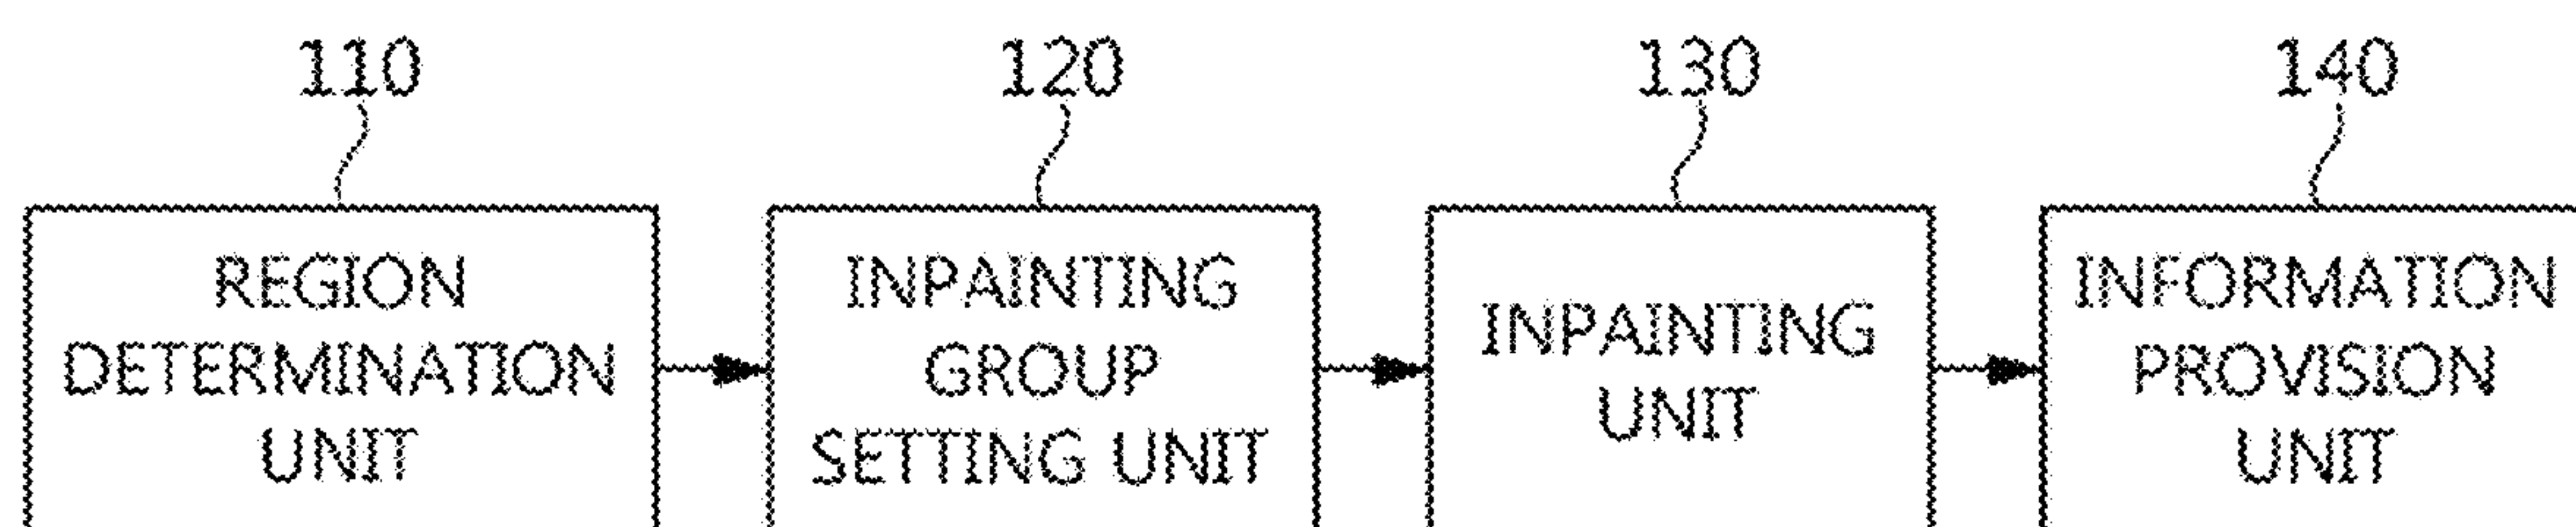 110
120
130
140
REGION
DETERMINATION
UNIT
INPAINTING
GROUP
SETTING UNIT
INPAINTING
UNIT
INFORMATION
PROVISION
UNIT